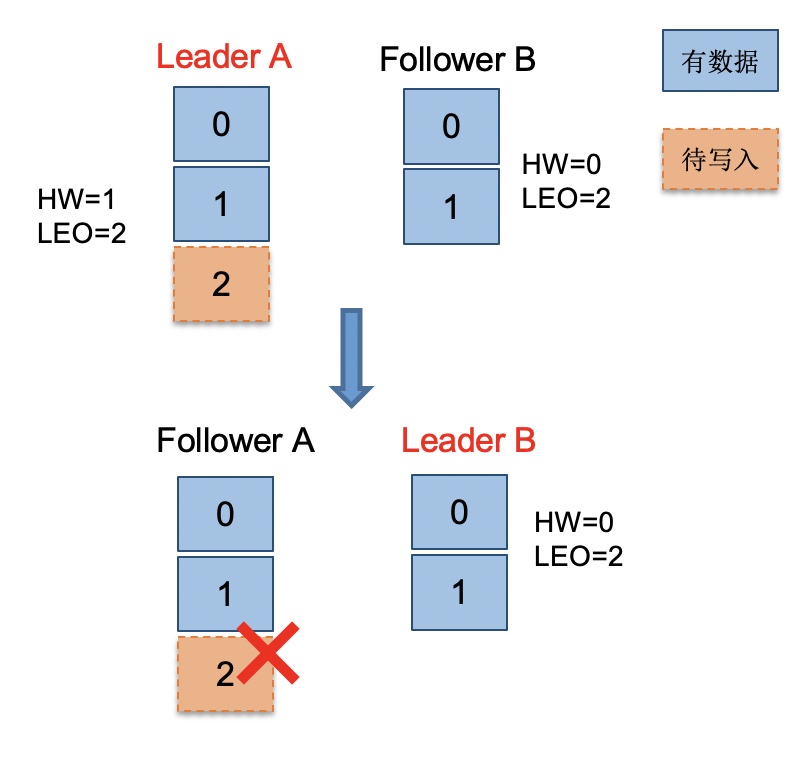 Leader A
Follower B
有数据
0
0
待写入
1
1
HW=0
LEO=2
HW=1
LEO=2
2
Follower A
Leader B
0
0
HW=0
LEO=2
1
1
2